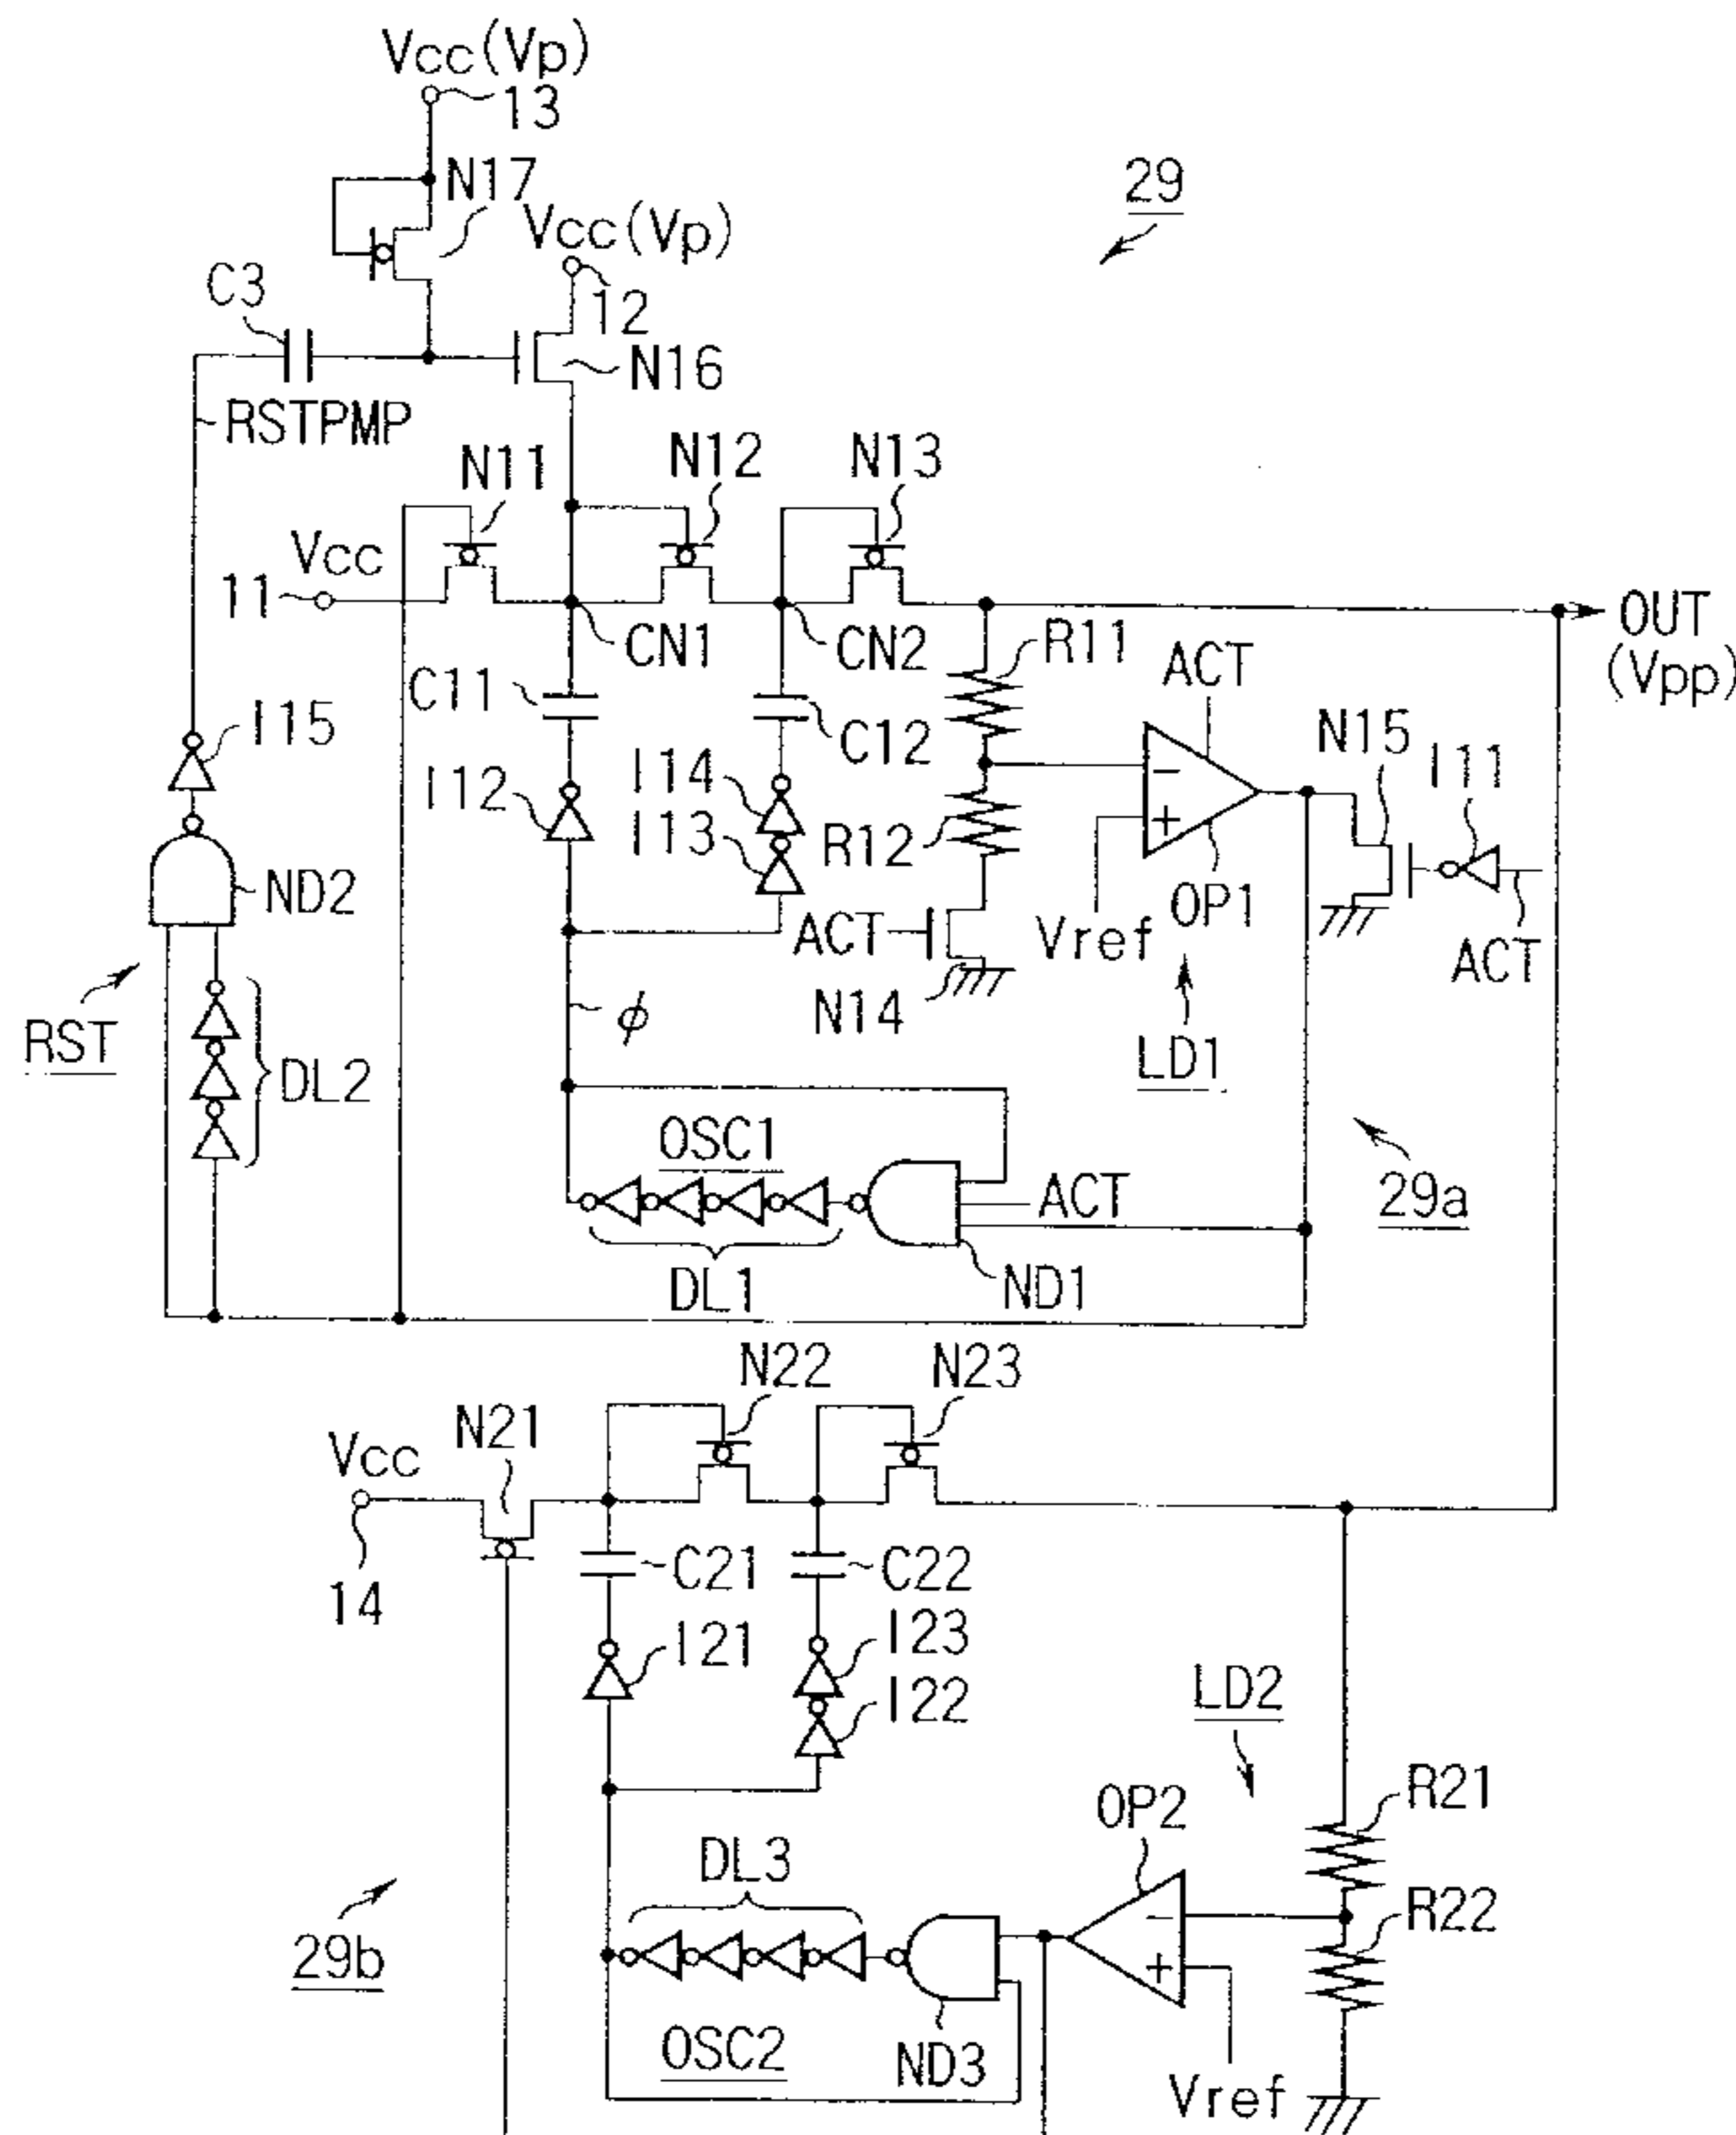 Vcc(Vp)
13
N17
29
Vcc(Vp)
C3
12
N16
RSTPMP
N11
N12
N13
Vcc
11
CN1
CN2
OUT
(Vpp)
R11
ACT
C11
C12
N15
I11
I15
I12
I14
I13
R12
ND2
ACT
Vref
OP1
ACT
N14
RST
DL2
φ
LD1
OSC1
ACT
29a
DL1
ND1
N22
N23
N21
Vcc
14
C21
C22
I21
I23
I22
LD2
OP2
R21
DL3
R22
29b
OSC2
ND3
Vref